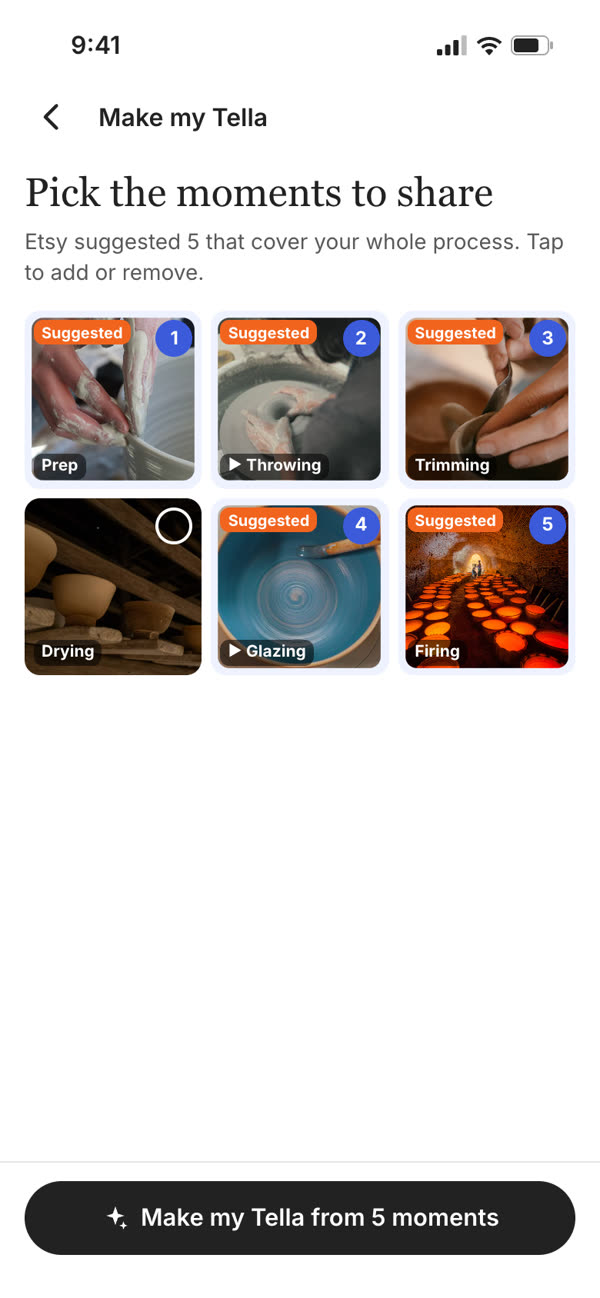 9:41
Make my Tella
Pick the moments to share
Etsy suggested 5 that cover your whole process. Tap
to add or remove.
Suggested 1
Suggested 2
Suggested 3
Prep
Throwing
Trimming
Suggested 4
Suggested 5
Drying
Glazing
Firing
Make my Tella from 5 moments